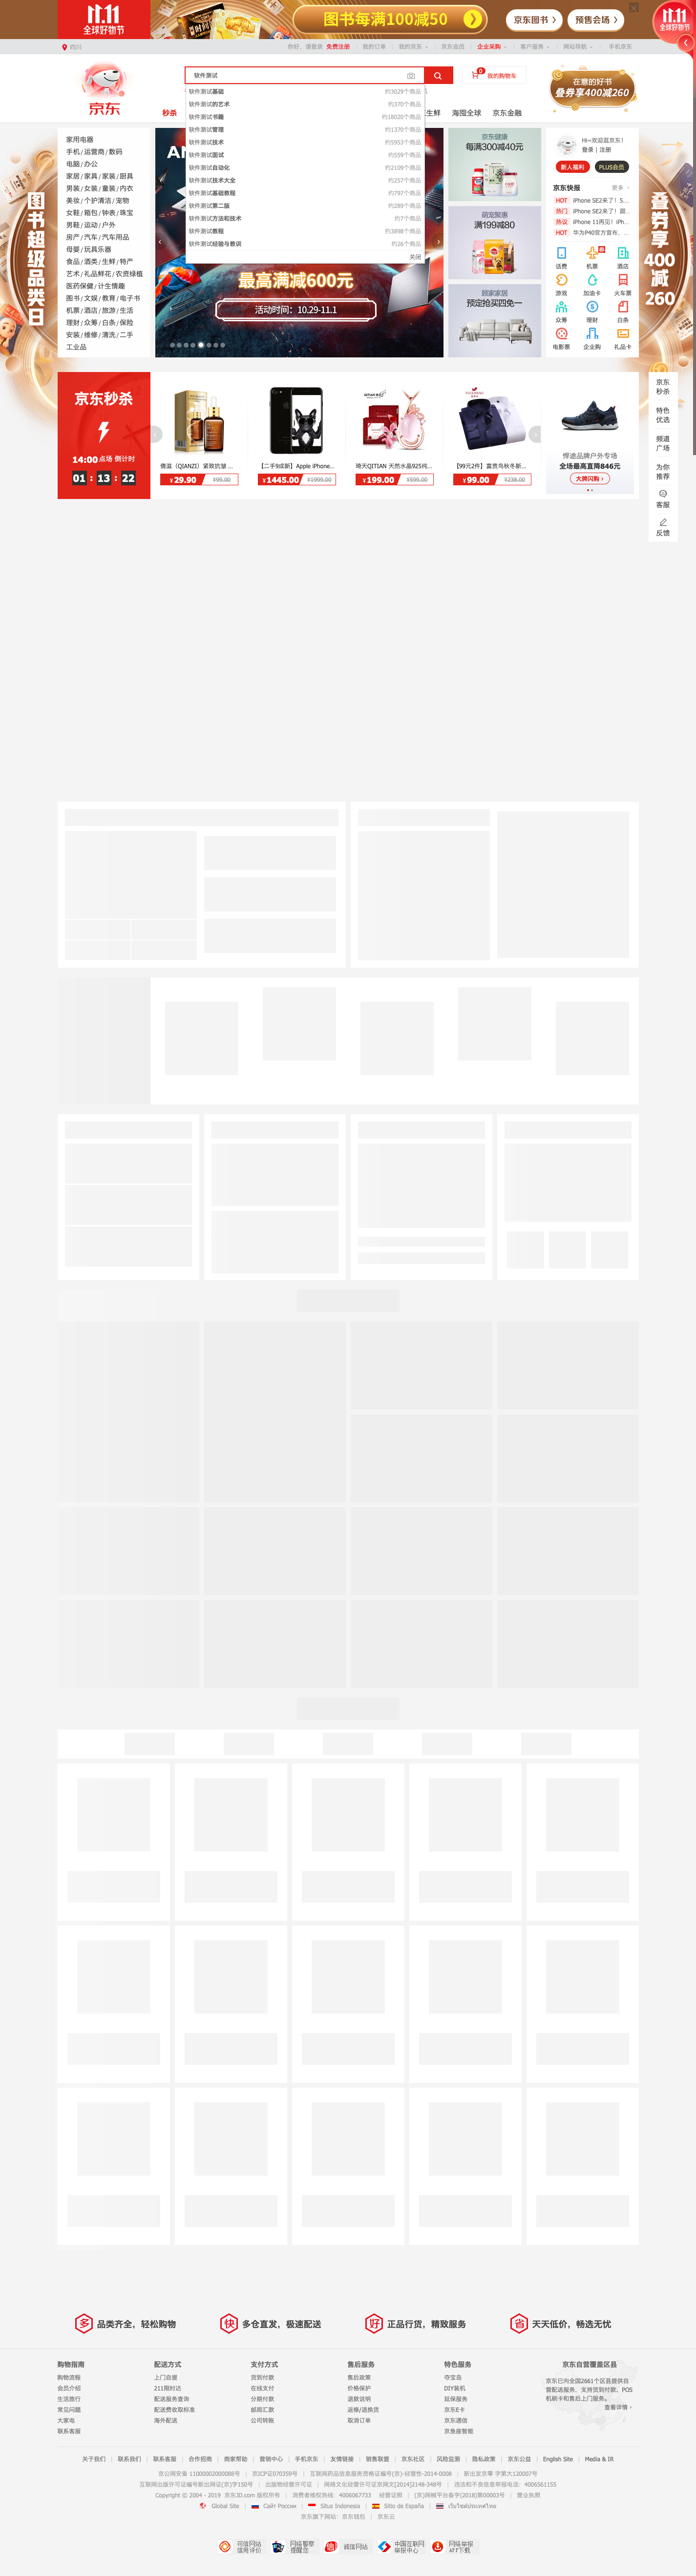 11.11
全球好物节
图书每满100减50
京东图书
预售会场
11.11
全球好物节
四川
你好，请登录 免费注册
我的订单
我的京东
京东会员
企业采购
客户服务
网站导航
手机京东
京东
软件测试
0
我的购物车
在意的好书
叠券享400减200
秒杀
生鲜
海囤全球
京东金融
软件测试基础 约3029个商品
软件测试的艺术 约370个商品
软件测试书籍 约18020个商品
软件测试管理 约1370个商品
软件测试技术 约5953个商品
软件测试面试 约559个商品
软件测试自动化 约2109个商品
软件测试技术大全 约257个商品
软件测试基础教程 约797个商品
软件测试第二版 约289个商品
软件测试方法和技术 约7个商品
软件测试教程 约3898个商品
软件测试经验与教训 约26个商品
关闭
图书超级品类日
叠券享400减260
家用电器
手机/运营商/数码
电脑/办公
家居/家具/家装/厨具
男装/女装/童装/内衣
美妆/个护清洁/宠物
女鞋/箱包/钟表/珠宝
男鞋/运动/户外
房产/汽车/汽车用品
母婴/玩具乐器
食品/酒类/生鲜/特产
艺术/礼品鲜花/农资绿植
医药保健/计生情趣
图书/文娱/教育/电子书
机票/酒店/旅游/生活
理财/众筹/白条/保险
安装/维修/清洗/二手
工业品
最高满六免六00元
活动时间：10.29-11.1
京东健康
每满300减40元
萌宠聚惠
满199减80
顾家家居
预定抢买四免一
Hi~欢迎逛京东！
登录 | 注册
新人福利
PLUS会员
京东快报
更多
HOT iPhone SE2来了！5....
热门 iPhone SE2来了！跟...
热议 iPhone 11再见！iPh...
HOT 华为P40官方宣布，...
话费
机票
酒店
游戏
加油卡
火车票
众筹
理财
白条
电影票
企业购
礼品卡
京东秒杀
14:00 点场 倒计时
01 : 13 : 22
倩滋（QIANZI）紧致抗皱 ...
¥29.90 ¥99.00
【二手9成新】Apple iPhone...
¥1445.00 ¥1999.00
琦天QITIAN 天然水晶925纯...
¥199.00 ¥599.00
【99元2件】富贵鸟秋冬新...
¥99.00 ¥238.00
悍途品牌户外专场
全场最高直降846元
大牌闪购
京东
秒杀
特色
优选
频道
广场
为你
推荐
客服
反馈
多 品类齐全，轻松购物
快 多仓直发，极速配送
好 正品行货，精致服务
省 天天低价，畅选无忧
购物指南
购物流程
会员介绍
生活旅行
常见问题
大家电
联系客服
配送方式
上门自提
211限时达
配送服务查询
配送费收取标准
海外配送
支付方式
货到付款
在线支付
分期付款
邮局汇款
公司转账
售后服务
售后政策
价格保护
退款说明
返修/退换货
取消订单
特色服务
夺宝岛
DIY装机
延保服务
京东E卡
京东通信
京鱼座智能
京东自营覆盖区县
京东已向全国2661个区县提供自
营配送服务，支持货到付款、POS
机刷卡和售后上门服务。
查看详情
关于我们 | 联系我们 | 联系客服 | 合作招商 | 商家帮助 | 营销中心 | 手机京东 | 友情链接 | 销售联盟 | 京东社区 | 风险监测 | 隐私政策 | 京东公益 | English Site | Media & IR
京公网安备 11000002000088号 | 京ICP证070359号 | 互联网药品信息服务资格证编号(京)-经营性-2014-0008 | 新出发京零 字第大120007号
互联网出版许可证编号新出网证(京)字150号 | 出版物经营许可证 | 网络文化经营许可证京网文[2014]2148-348号 | 违法和不良信息举报电话：4006561155
Copyright © 2004 - 2019 京东JD.com 版权所有 | 消费者维权热线：4006067733 经营证照 | (京)网械平台备字(2018)第00003号 | 营业执照
Global Site | Сайт России | Situs Indonesia | Sitio de España | เว็บไซต์ประเทศไทย
京东旗下网站：京东钱包 | 京东云
可信网站
信用评价
网络警察
提醒您
诚信网站
中国互联网
举报中心
网络举报
APP下载